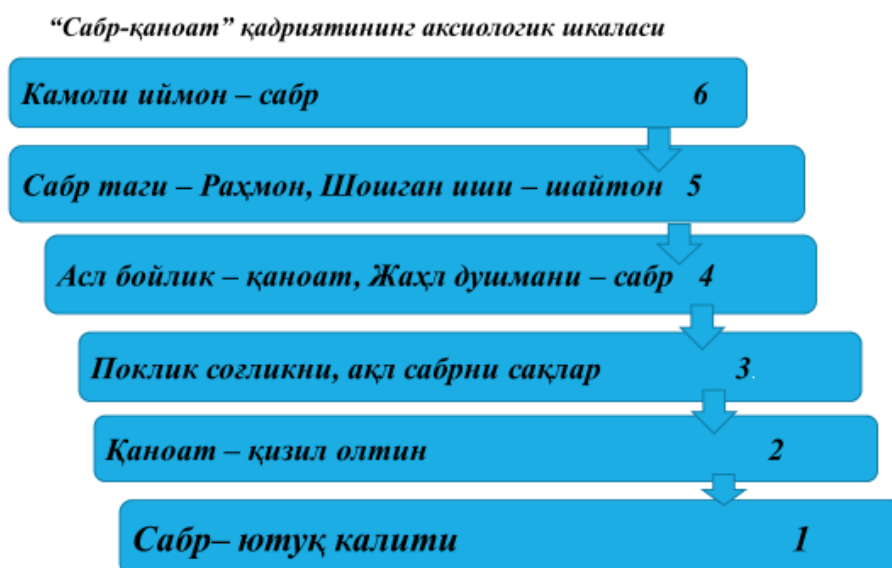 “Сабр-қаноат” қадриятининг аксиологик шкаласи
Камоли иймон – сабр 6
Сабр таги – Раҳмон, Шошган иши – шайтон 5
Асл бойлик – қаноат, Жаҳл душмани – сабр 4
Поклик соғликни, ақл сабрни сақлар 3.
Қаноат – қизил олтин 2
Сабр– ютуқ калити 1